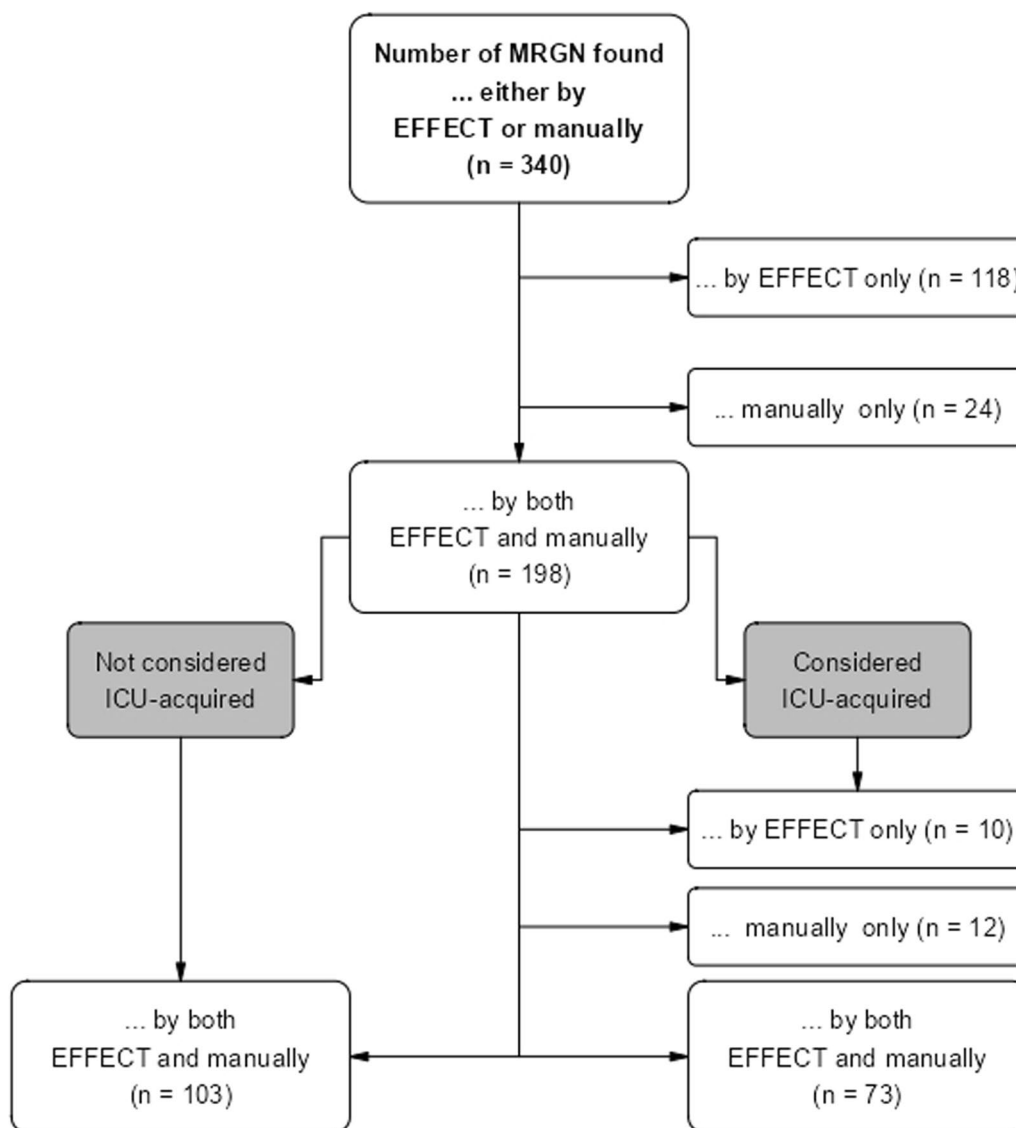 Number of MRGN found
... either by
EFFECT or manually
(n = 340)
... by EFFECT only (n = 118)
... manually only (n = 24)
... by both
EFFECT and manually
(n = 198)
Not considered
ICU-acquired
Considered
ICU-acquired
... by EFFECT only (n = 10)
... manually only (n = 12)
... by both
EFFECT and manually
(n = 103)
... by both
EFFECT and manually
(n = 73)